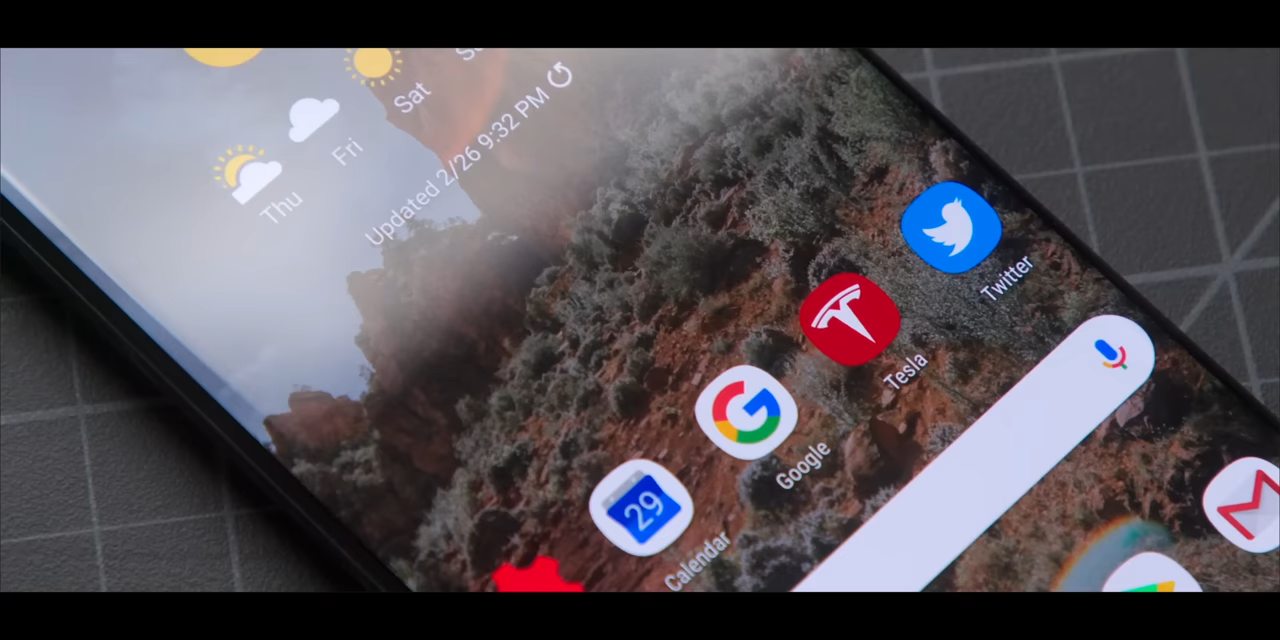 Thu
Fri
Sat
Updated 2/26 9:32 PM
Twitter
Tesla
Google
29
Calendar